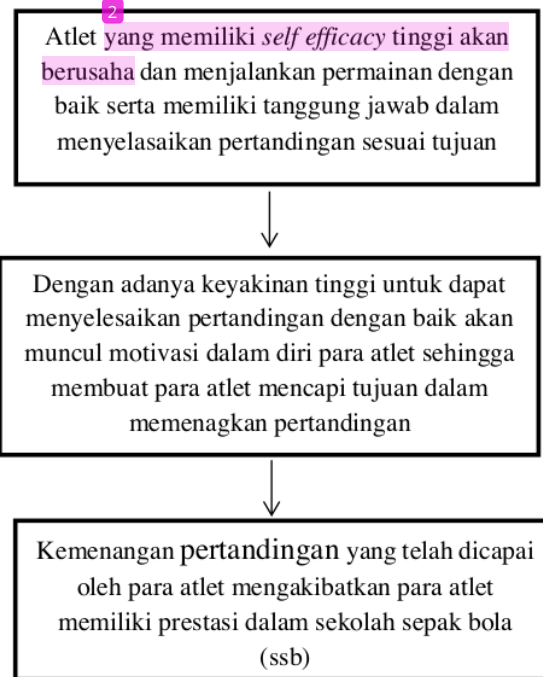 2
Atlet yang memiliki self efficacy tinggi akan
berusaha dan menjalankan permainan dengan
baik serta memiliki tanggung jawab dalam
menyelasaikan pertandingan sesuai tujuan
Dengan adanya keyakinan tinggi untuk dapat
menyelesaikan pertandingan dengan baik akan
muncul motivasi dalam diri para atlet sehingga
membuat para atlet mencapi tujuan dalam
memenagkan pertandingan
Kemenangan pertandingan yang telah dicapai
oleh para atlet mengakibatkan para atlet
memiliki prestasi dalam sekolah sepak bola
(ssb)